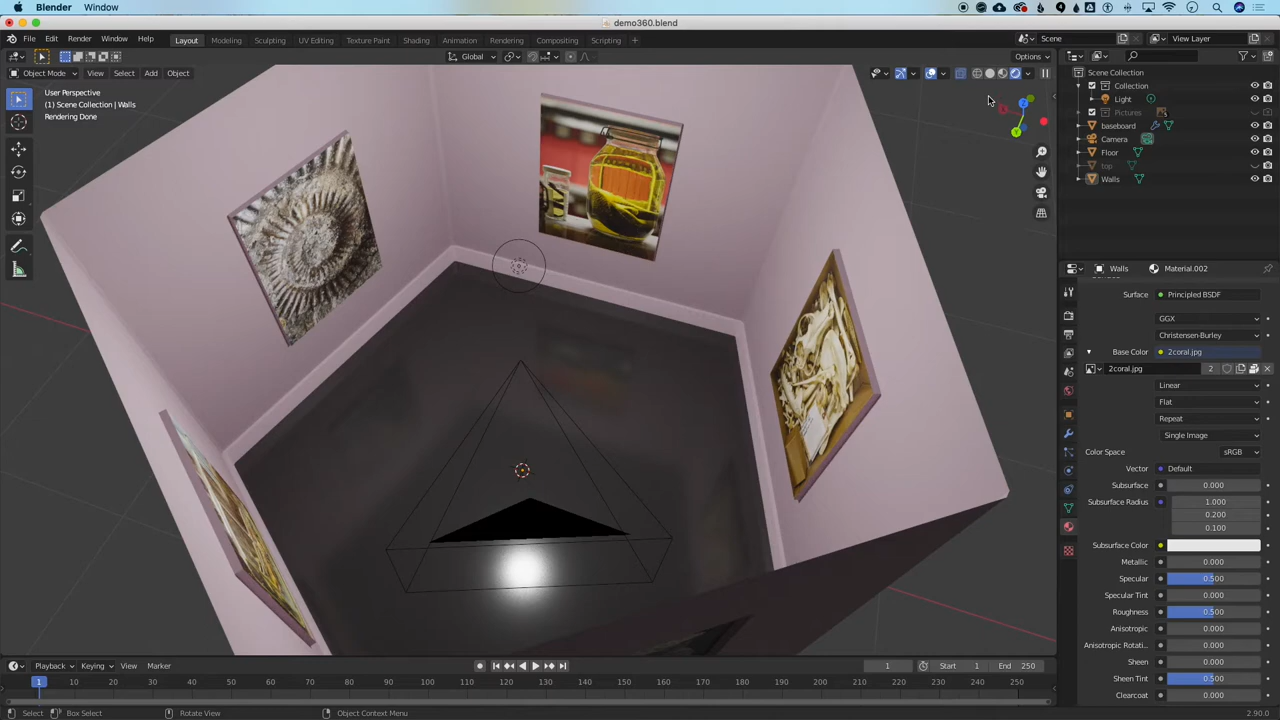 Blender Window
demo360.blend
File Edit Render Window Help Layout Modeling Sculpting UV Editing Texture Paint Shading Animation Rendering Compositing Scripting + Scene View Layer
Global Options
Object Mode View Select Add Object
User Perspective
(1) Scene Collection | Walls
Rendering Done
Z
Y
Scene Collection
Collection
Light
Pictures
baseboard
Camera
Floor
top
Walls
Walls > Material.002
Surface Principled BSDF
GGX
Christensen-Burley
Base Color 2coral.jpg
2coral.jpg 2
Linear
Flat
Repeat
Single Image
Color Space sRGB
Vector Default
Subsurface 0.000
Subsurface Radius 1.000
0.200
0.100
Subsurface Color
Metallic 0.000
Specular 0.500
Specular Tint 0.000
Roughness 0.500
Anisotropic 0.000
Anisotropic Rotati... 0.000
Sheen 0.000
Sheen Tint 0.500
Clearcoat 0.000
Playback Keying View Marker 1 Start 1 End 250
1 10 20 30 40 50 60 70 80 90 100 110 120 130 140 150 160 170 180 190 200 210 220 230 240 250
Select Box Select Rotate View Object Context Menu 2.90.0